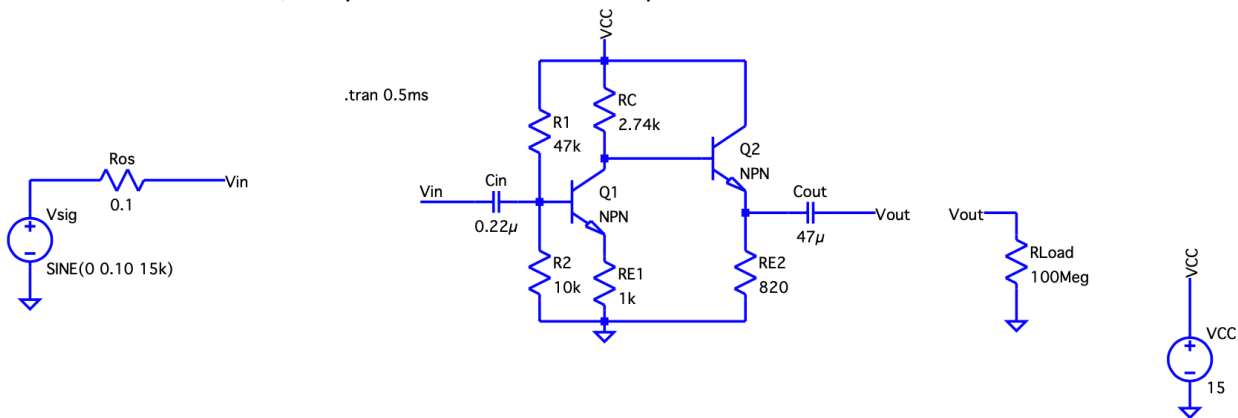 VCC
.tran 0.5ms
RC
2.74k
R1
47k
Q2
NPN
Ros
0.1
Vin
Vin
Cin
0.22µ
Q1
NPN
Cout
47µ
Vout
Vout
Vsig
SINE(0 0.10 15k)
R2
10k
RE1
1k
RE2
820
RLoad
100Meg
VCC
VCC
15